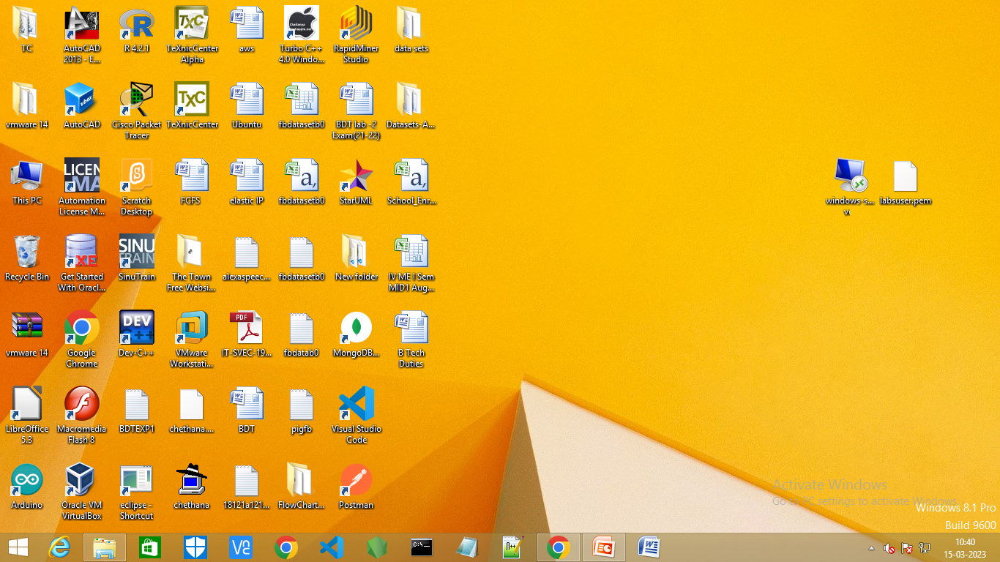 TC
AutoCAD
2013 - E...
R 4.2.1
TeXnicCenter
Alpha
aws
Turbo C++
4.0 Windo...
RapidMiner
Studio
data sets
vmware 14
AutoCAD
Cisco Packet
Tracer
TeXnicCenter
Ubuntu
fbdatasetb0
BDT lab -2
Exam(21-22)
Datasets-A...
This PC
Automation
License M...
Scratch
Desktop
FCFS
elastic IP
fbdatasetb0
StarUML
School_Enr...
windows-s...
v
labsuser.pem
Recycle Bin
Get Started
With Oracl...
SinuTrain
The Town
Free Websi...
alexaspeec...
fbdatasetb0
New folder
IV ME I Sem
MID1 Aug...
vmware 14
Google
Chrome
Dev-C++
VMware
Workstati...
IT-SVEC-19...
fbdatab0
MongoDB...
B Tech
Duties
LibreOffice
5.3
Macromedia
Flash 8
BDTEXP1
chethana....
BDT
pigfb
Visual Studio
Code
Arduino
Oracle VM
VirtualBox
eclipse -
Shortcut
chethana
18121a121...
FlowChart...
Postman
Activate Windows
Go to PC settings to activate Windows.
Windows 8.1 Pro
Build 9600
10:40
15-03-2023